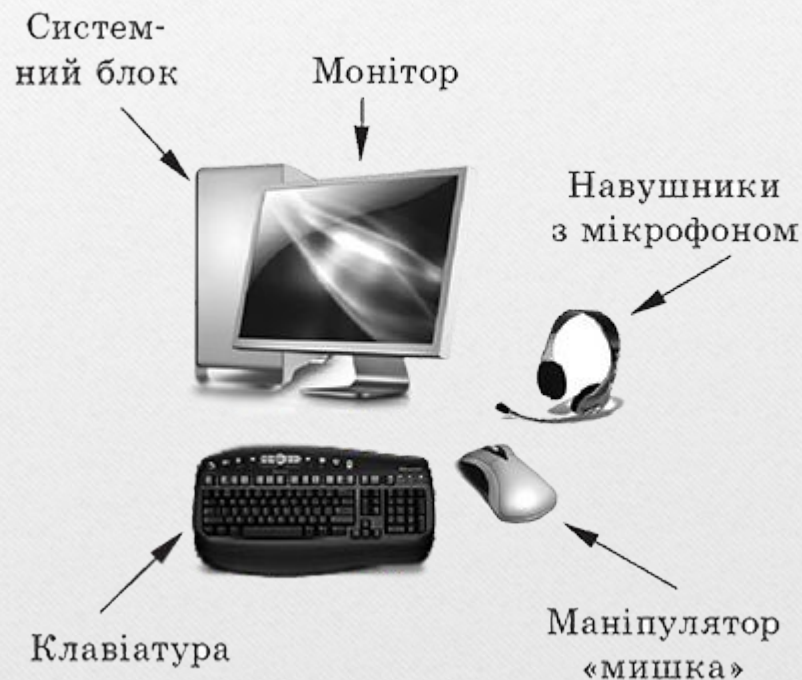 Систем-
ний блок
Монітор
Навушники
з мікрофоном
Клавіатура
Маніпулятор
«мишка»